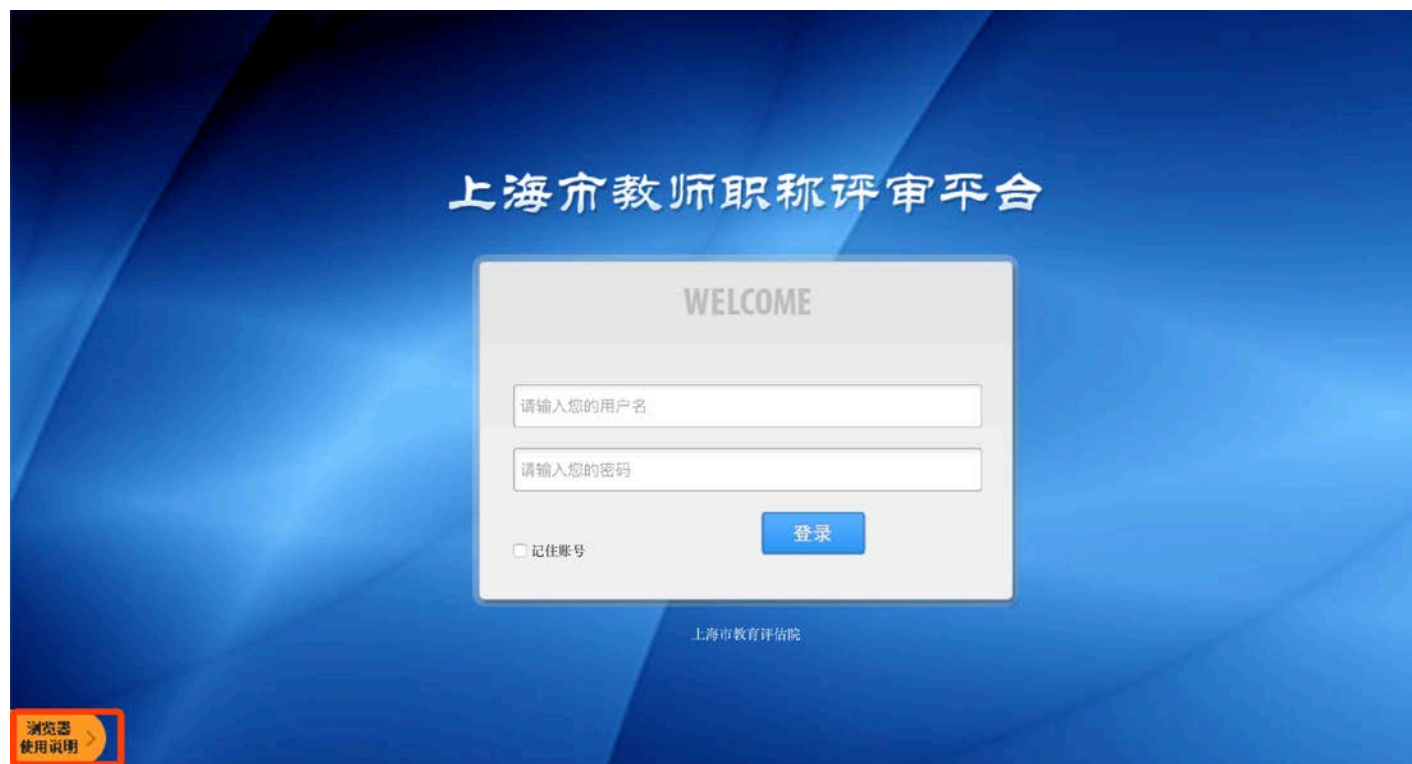 上海市教师职称评审平台
WELCOME
请输入您的用户名
请输入您的密码
登录
记住账号
上海市教育评估院
浏览器
使用说明